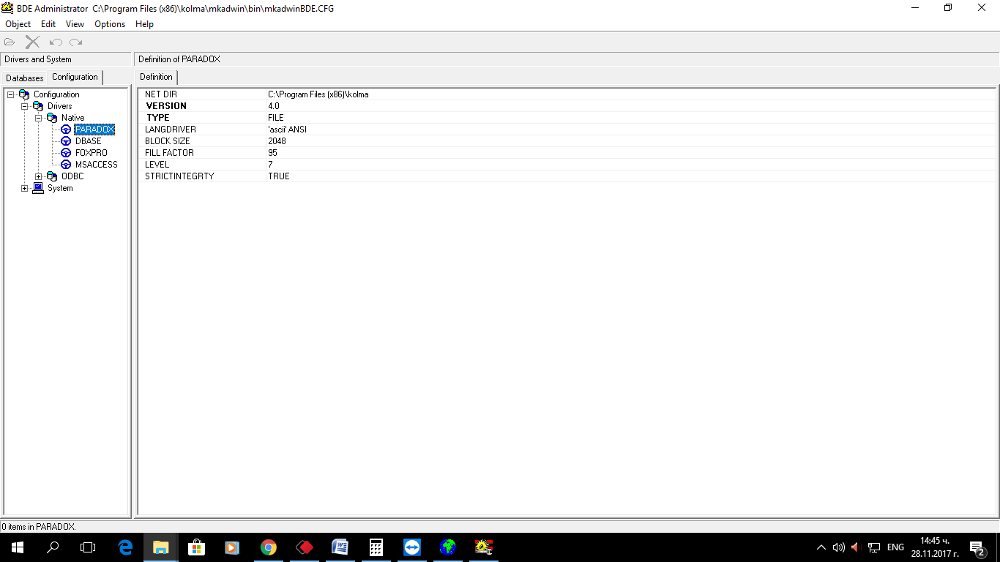 BDE Administrator C:\Program Files (x86)\kolma\mkadwin\bin\mkadwinBDE.CFG
Object Edit View Options Help
Drivers and System
Definition of PARADOX
Databases Configuration
Definition
Configuration
Drivers
Native
PARADOX
DBASE
FOXPRO
MSACCESS
ODBC
System
NET DIR C:\Program Files (x86)\kolma
VERSION 4.0
TYPE FILE
LANGDRIVER 'ascii' ANSI
BLOCK SIZE 2048
FILL FACTOR 95
LEVEL 7
STRICTINTEGRTY TRUE
0 items in PARADOX.
ENG
14:45 ч.
28.11.2017 г.
2